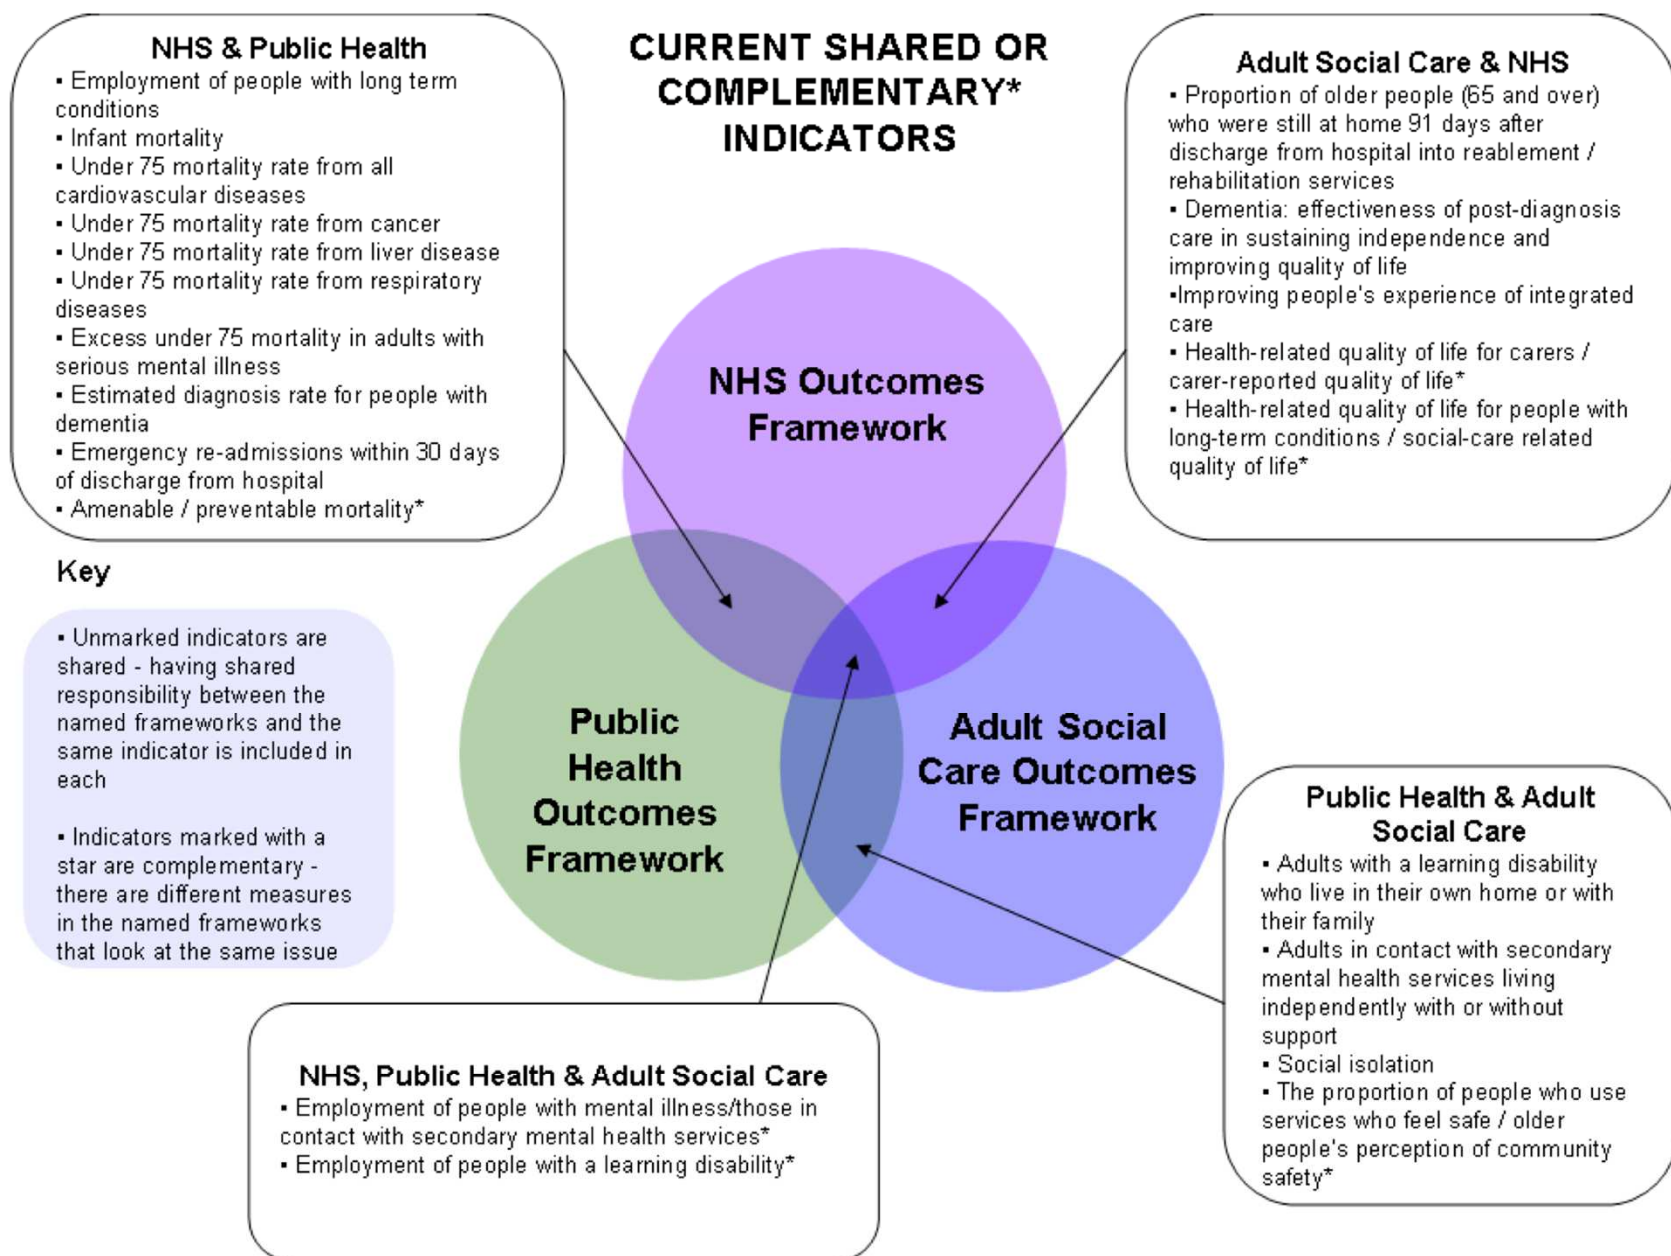 NHS & Public Health
▪ Employment of people with long term
conditions
▪ Infant mortality
▪ Under 75 mortality rate from all
cardiovascular diseases
▪ Under 75 mortality rate from cancer
▪ Under 75 mortality rate from liver disease
▪ Under 75 mortality rate from respiratory
diseases
▪ Excess under 75 mortality in adults with
serious mental illness
▪ Estimated diagnosis rate for people with
dementia
▪ Emergency re-admissions within 30 days
of discharge from hospital
▪ Amenable / preventable mortality*
CURRENT SHARED OR
COMPLEMENTARY*
INDICATORS
Adult Social Care & NHS
▪ Proportion of older people (65 and over)
who were still at home 91 days after
discharge from hospital into reablement /
rehabilitation services
▪ Dementia: effectiveness of post-diagnosis
care in sustaining independence and
improving quality of life
▪Improving people's experience of integrated
care
▪ Health-related quality of life for carers /
carer-reported quality of life*
▪ Health-related quality of life for people with
long-term conditions / social-care related
quality of life*
NHS Outcomes
Framework
Key
▪ Unmarked indicators are
shared - having shared
responsibility between the
named frameworks and the
same indicator is included in
each
▪ Indicators marked with a
star are complementary -
there are different measures
in the named frameworks
that look at the same issue
Public
Health
Outcomes
Framework
Adult Social
Care Outcomes
Framework
Public Health & Adult
Social Care
▪ Adults with a learning disability
who live in their own home or with
their family
▪ Adults in contact with secondary
mental health services living
independently with or without
support
▪ Social isolation
▪ The proportion of people who use
services who feel safe / older
people's perception of community
safety*
NHS, Public Health & Adult Social Care
▪ Employment of people with mental illness/those in
contact with secondary mental health services*
▪ Employment of people with a learning disability*